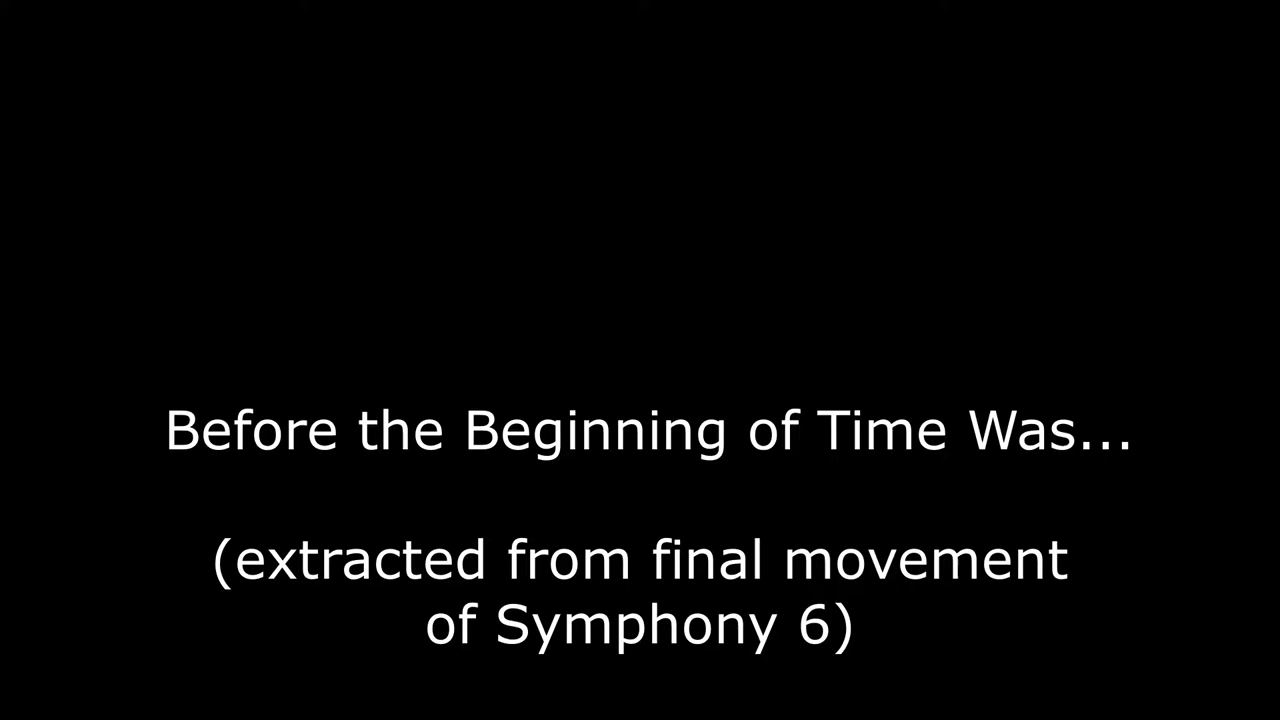 Before the Beginning of Time Was...
(extracted from final movement
of Symphony 6)